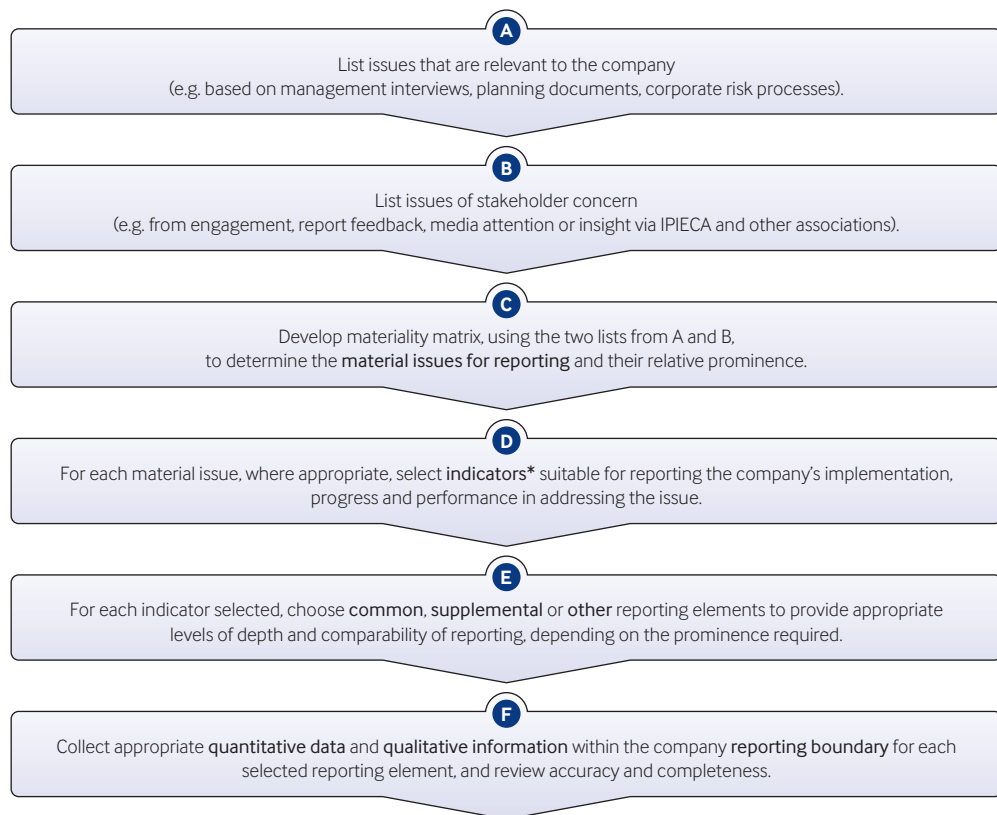 A
List issues that are relevant to the company
(e.g. based on management interviews, planning documents, corporate risk processes).
B
List issues of stakeholder concern
(e.g. from engagement, report feedback, media attention or insight via IPIECA and other associations).
C
Develop materiality matrix, using the two lists from A and B,
to determine the material issues for reporting and their relative prominence.
D
For each material issue, where appropriate, select indicators* suitable for reporting the company's implementation,
progress and performance in addressing the issue.
E
For each indicator selected, choose common, supplemental or other reporting elements to provide appropriate
levels of depth and comparability of reporting, depending on the prominence required.
F
Collect appropriate quantitative data and qualitative information within the company reporting boundary for each
selected reporting element, and review accuracy and completeness.